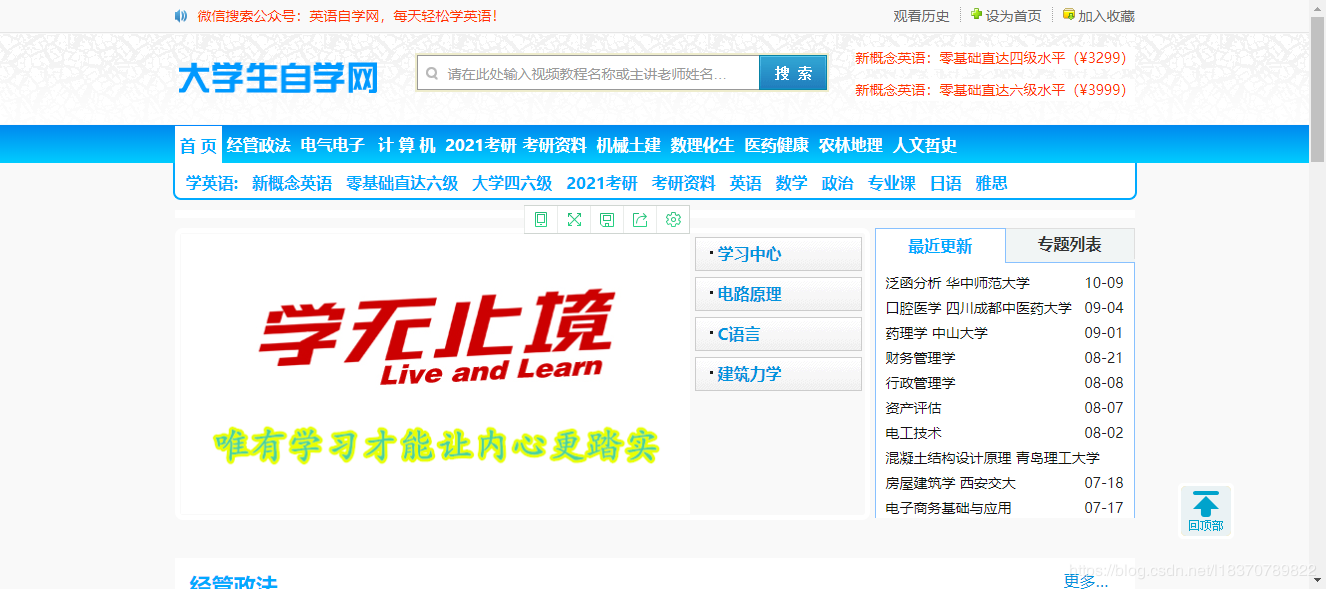 微信搜索公众号：英语自学网，每天轻松学英语！
观看历史 设为首页 加入收藏
大学生自学网
请在此处输入视频教程名称或主讲老师姓名... 搜 索
新概念英语：零基础直达四级水平（¥3299）
新概念英语：零基础直达六级水平（¥3999）
首 页 经管政法 电气电子 计 算 机 2021考研 考研资料 机械土建 数理化生 医药健康 农林地理 人文哲史
学英语: 新概念英语 零基础直达六级 大学四六级 2021考研 考研资料 英语 数学 政治 专业课 日语 雅思
学无止境
Live and Learn
唯有学习才能让内心更踏实
·学习中心
·电路原理
·C语言
·建筑力学
最近更新 专题列表
泛函分析 华中师范大学 10-09
口腔医学 四川成都中医药大学 09-04
药理学 中山大学 09-01
财务管理学 08-21
行政管理学 08-08
资产评估 08-07
电工技术 08-02
混凝土结构设计原理 青岛理工大学
房屋建筑学 西安交大 07-18
电子商务基础与应用 07-17
回顶部
经管政法 更多...
https://blog.csdn.net/l18370789822